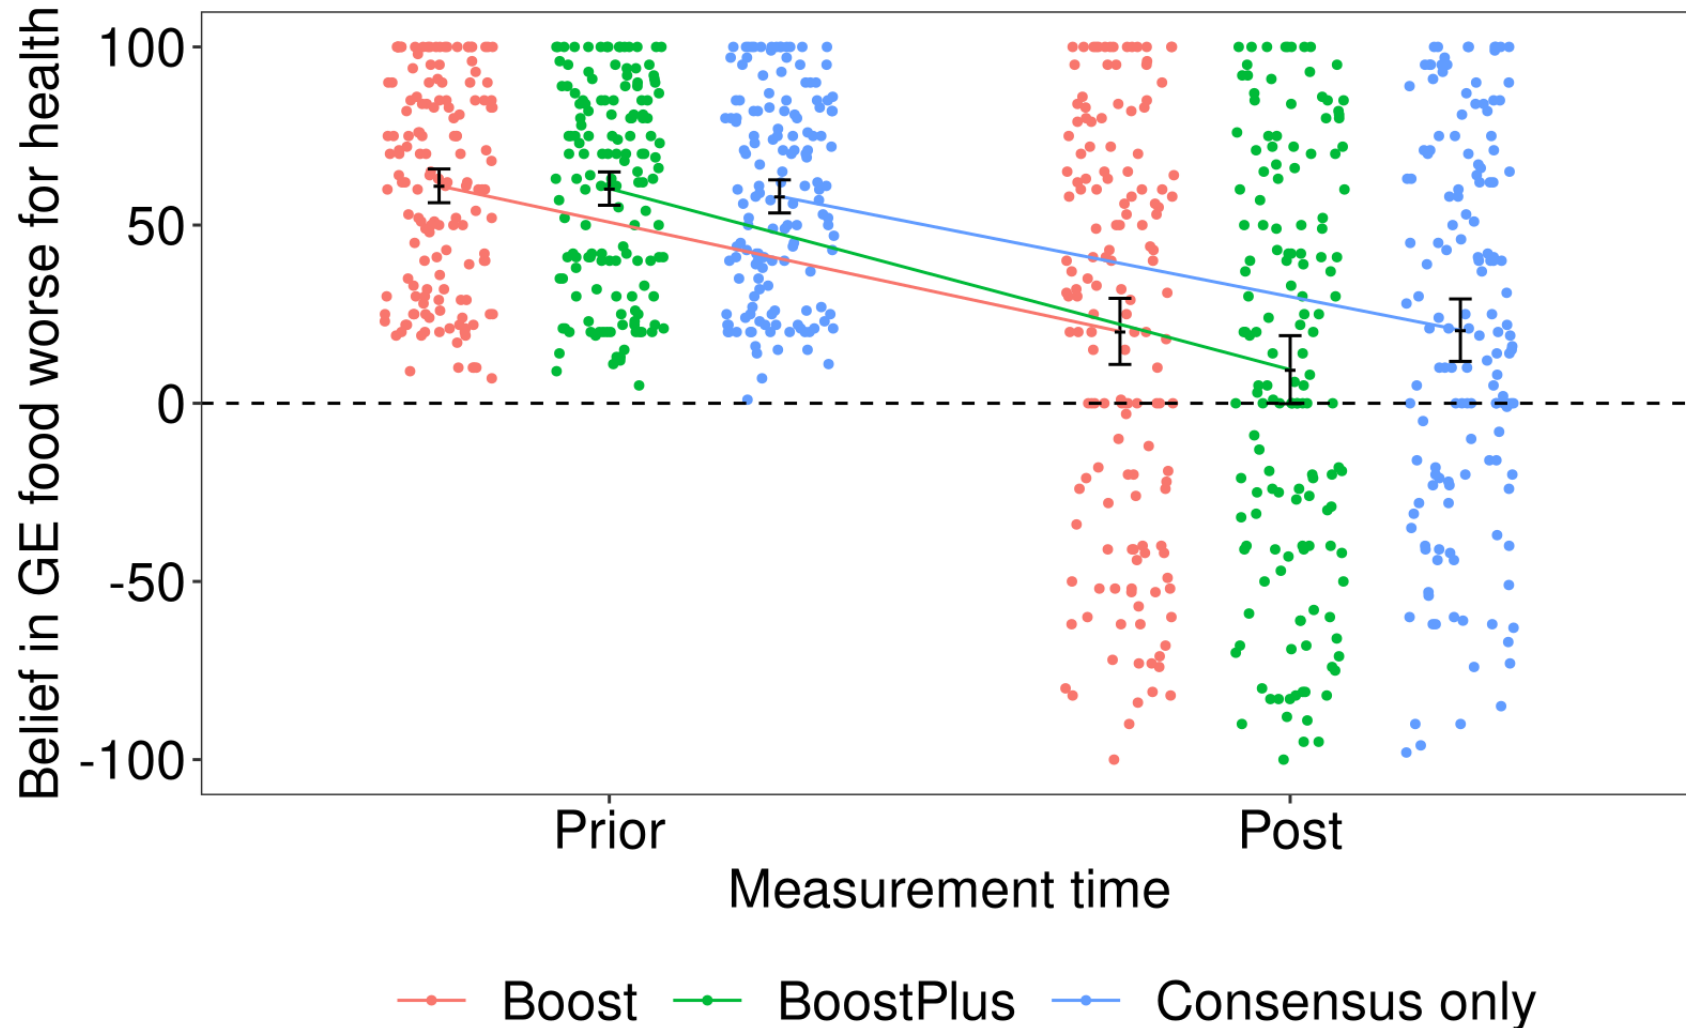 Belief in GE food worse for health
100
50
0
-50
-100
Prior
Post
Measurement time
Boost
BoostPlus
Consensus only